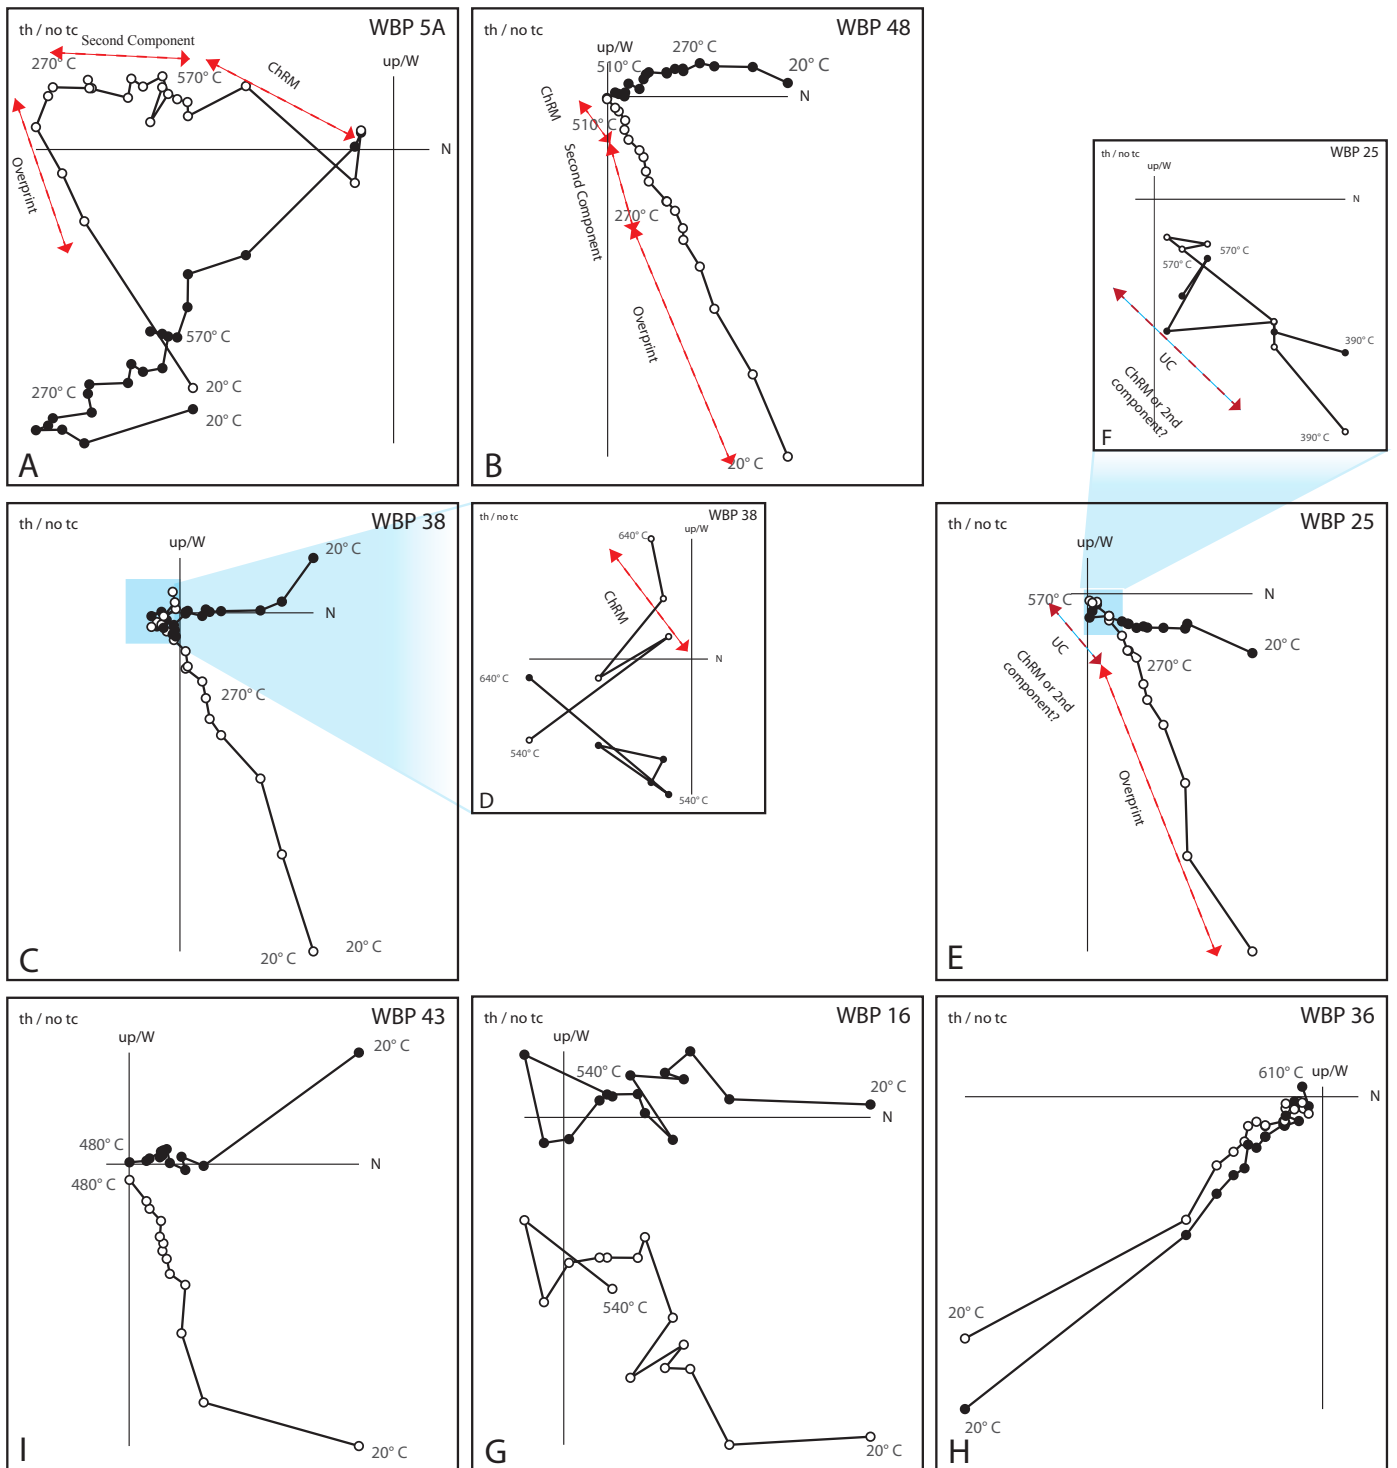 th / no tc
WBP 5A
Second Component
270° C
570° C
ChRM
up/W
N
Overprint
570° C
270° C
20° C
20° C
A
th / no tc
WBP 48
up/W
270° C
510° C
20° C
N
ChRM
510° C
Second Component
270° C
Overprint
20° C
B
th / no tc
WBP 25
up/W
N
570° C
570° C
390° C
UC
ChRM or 2nd
component?
390° C
F
th / no tc
WBP 38
up/W
20° C
N
270° C
20° C
20° C
C
th / no tc
WBP 38
640° C
up/W
ChRM
N
640° C
540° C
540° C
D
th / no tc
WBP 25
up/W
N
570° C
UC
20° C
270° C
ChRM or 2nd
component?
Overprint
E
th / no tc
WBP 43
up/W
20° C
480° C
N
480° C
20° C
I
th / no tc
WBP 16
up/W
540° C
20° C
N
540° C
20° C
G
th / no tc
WBP 36
610° C
up/W
N
20° C
20° C
H